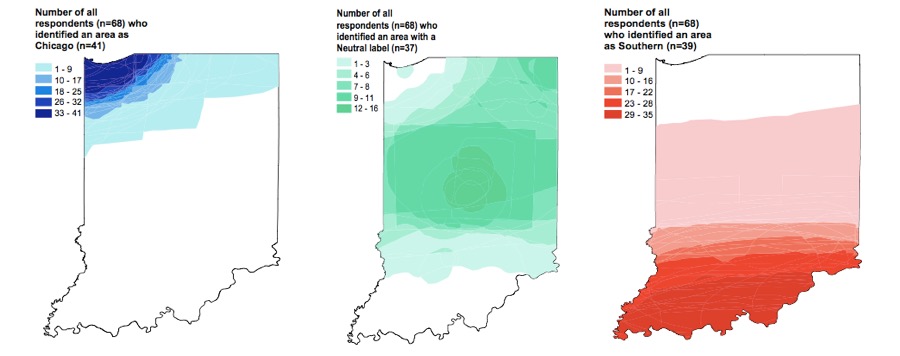 Number of all
respondents (n=68) who
identified an area as
Chicago (n=41)
1 - 9
10 - 17
18 - 25
26 - 32
33 - 41
Number of all
respondents (n=68) who
identified an area with a
Neutral label (n=37)
1 - 3
4 - 6
7 - 8
9 - 11
12 - 16
Number of all
respondents (n=68)
who identified an area
as Southern (n=39)
1 - 9
10 - 16
17 - 22
23 - 28
29 - 35